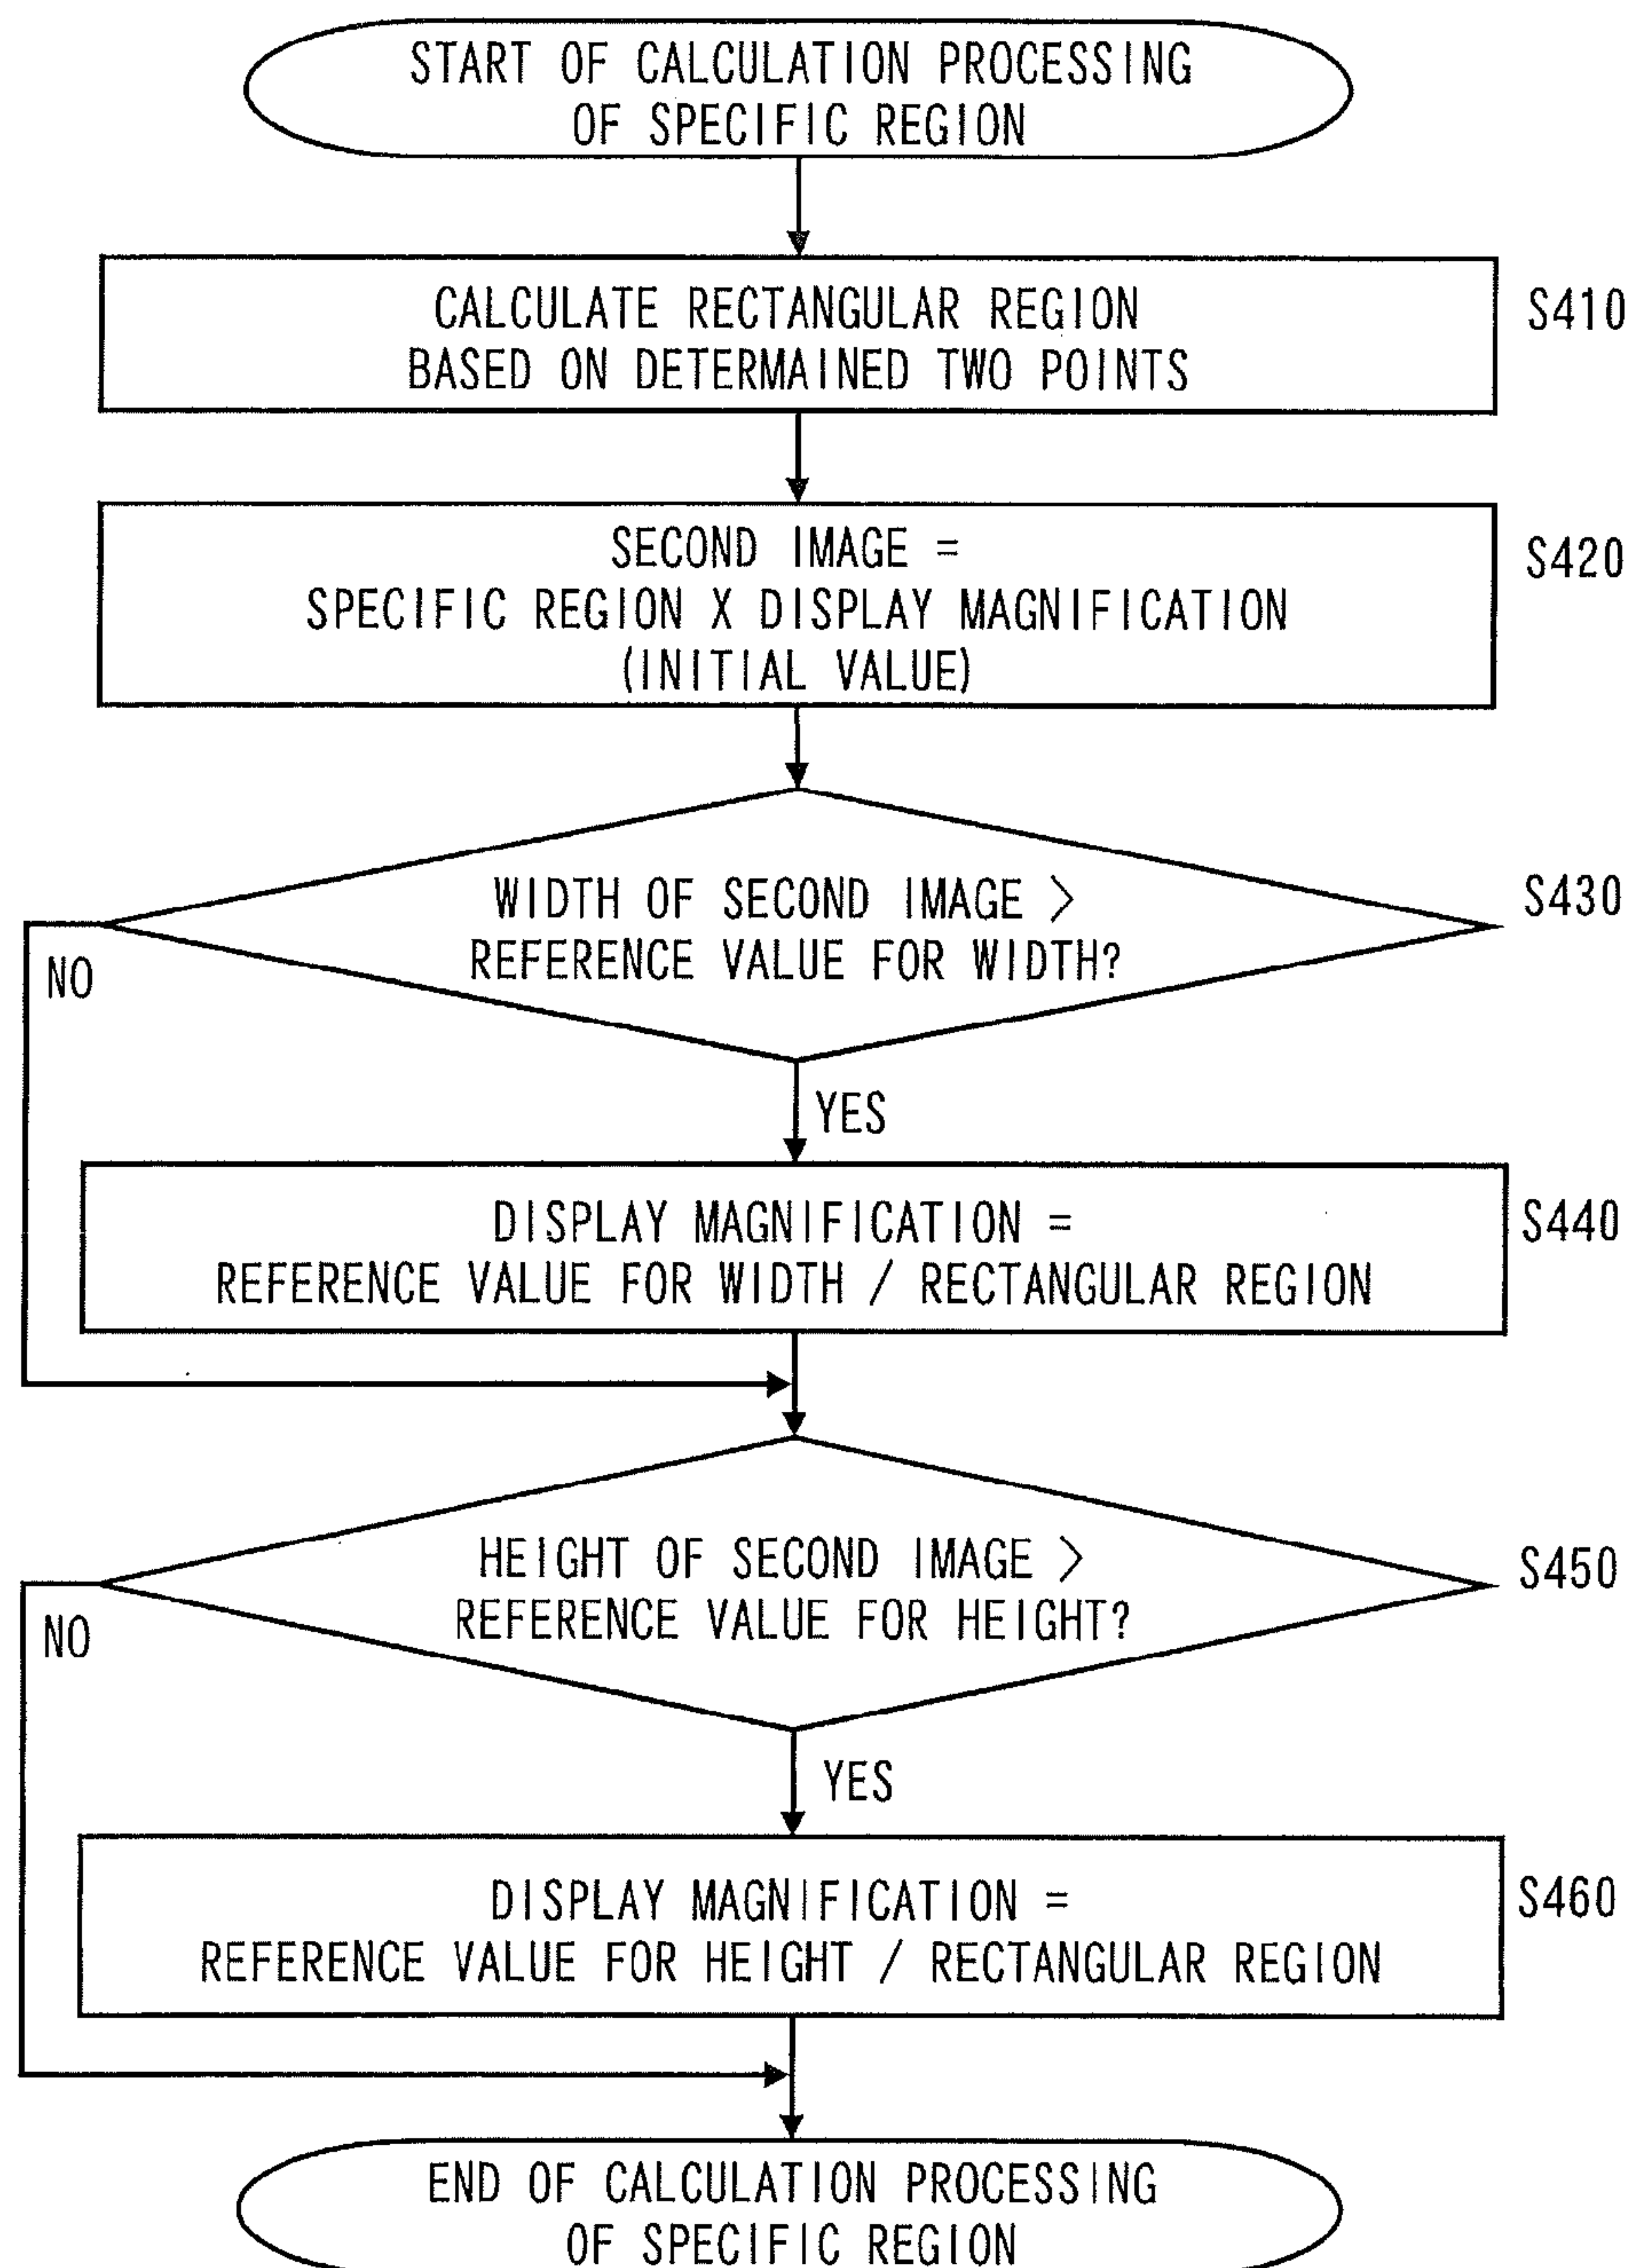 START OF CALCULATION PROCESSING
OF SPECIFIC REGION
CALCULATE RECTANGULAR REGION
BASED ON DETERMAINED TWO POINTS
S410
SECOND IMAGE =
SPECIFIC REGION X DISPLAY MAGNIFICATION
(INITIAL VALUE)
S420
WIDTH OF SECOND IMAGE >
REFERENCE VALUE FOR WIDTH?
S430
NO
YES
DISPLAY MAGNIFICATION =
REFERENCE VALUE FOR WIDTH / RECTANGULAR REGION
S440
HEIGHT OF SECOND IMAGE >
REFERENCE VALUE FOR HEIGHT?
S450
NO
YES
DISPLAY MAGNIFICATION =
REFERENCE VALUE FOR HEIGHT / RECTANGULAR REGION
S460
END OF CALCULATION PROCESSING
OF SPECIFIC REGION